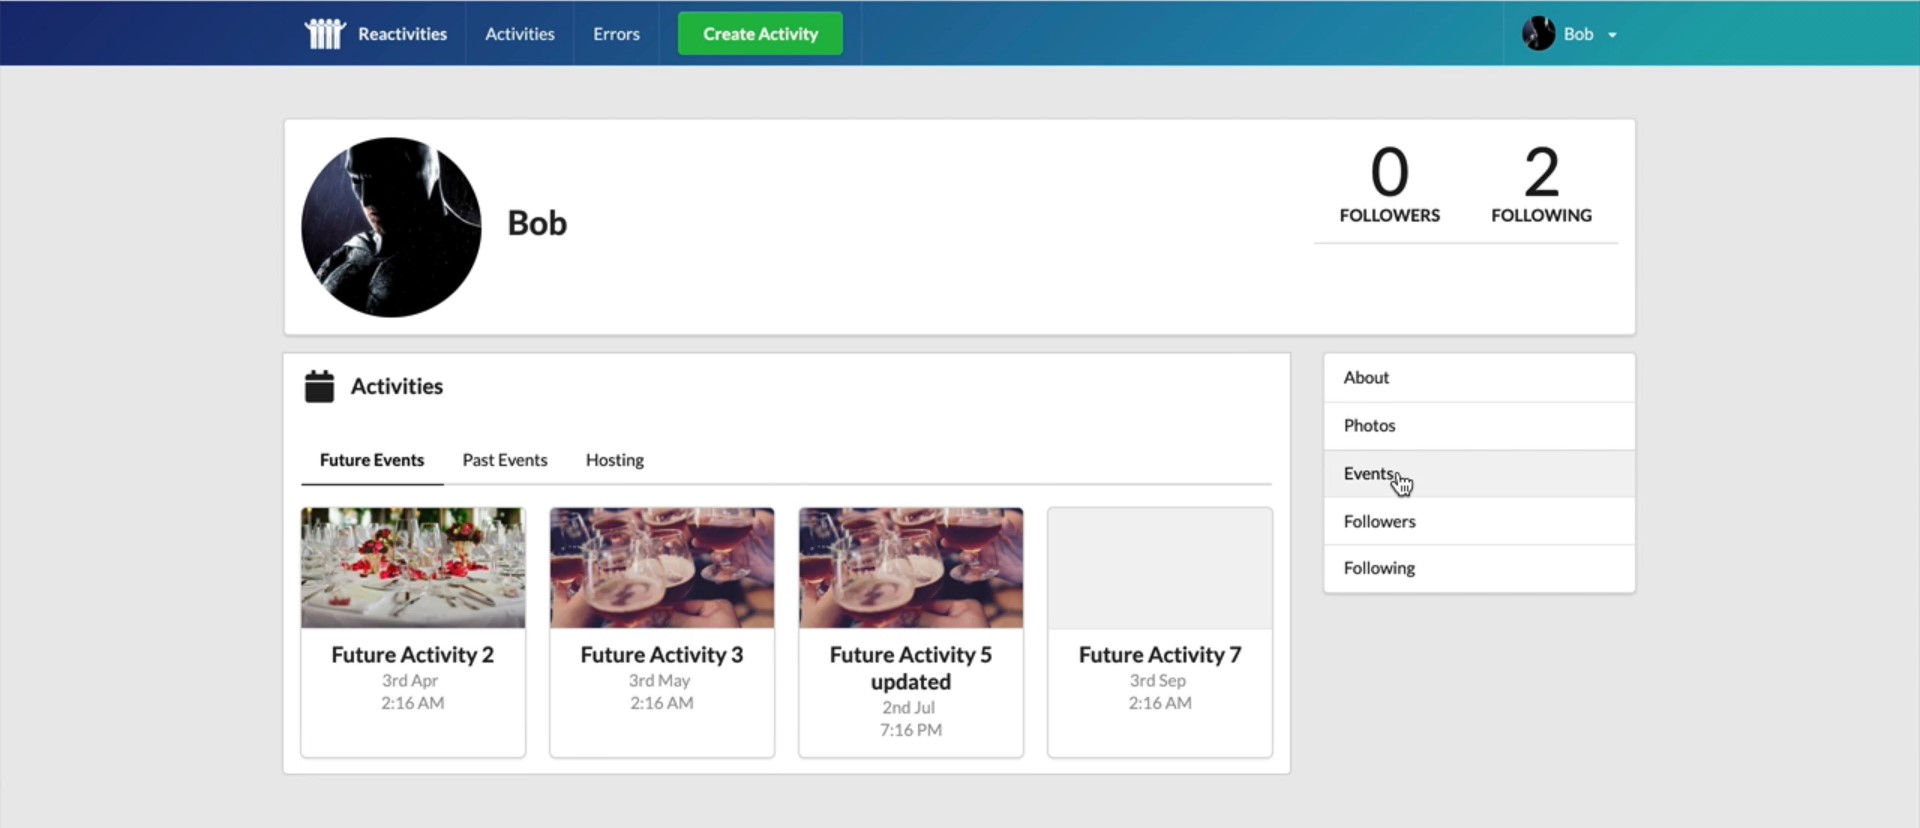 Reactivities
Activities
Errors
Create Activity
Bob
Bob
0
FOLLOWERS
2
FOLLOWING
Activities
Future Events
Past Events
Hosting
Future Activity 2
3rd Apr
2:16 AM
Future Activity 3
3rd May
2:16 AM
Future Activity 5
updated
2nd Jul
7:16 PM
Future Activity 7
3rd Sep
2:16 AM
About
Photos
Events
Followers
Following